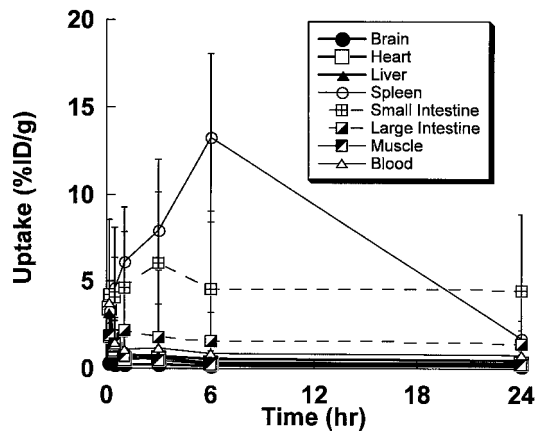 20
15
10
5
0
Uptake (%ID/g)
Brain
Heart
Liver
Spleen
Small Intestine
Large Intestine
Muscle
Blood
0 6 12 18 24
Time (hr)